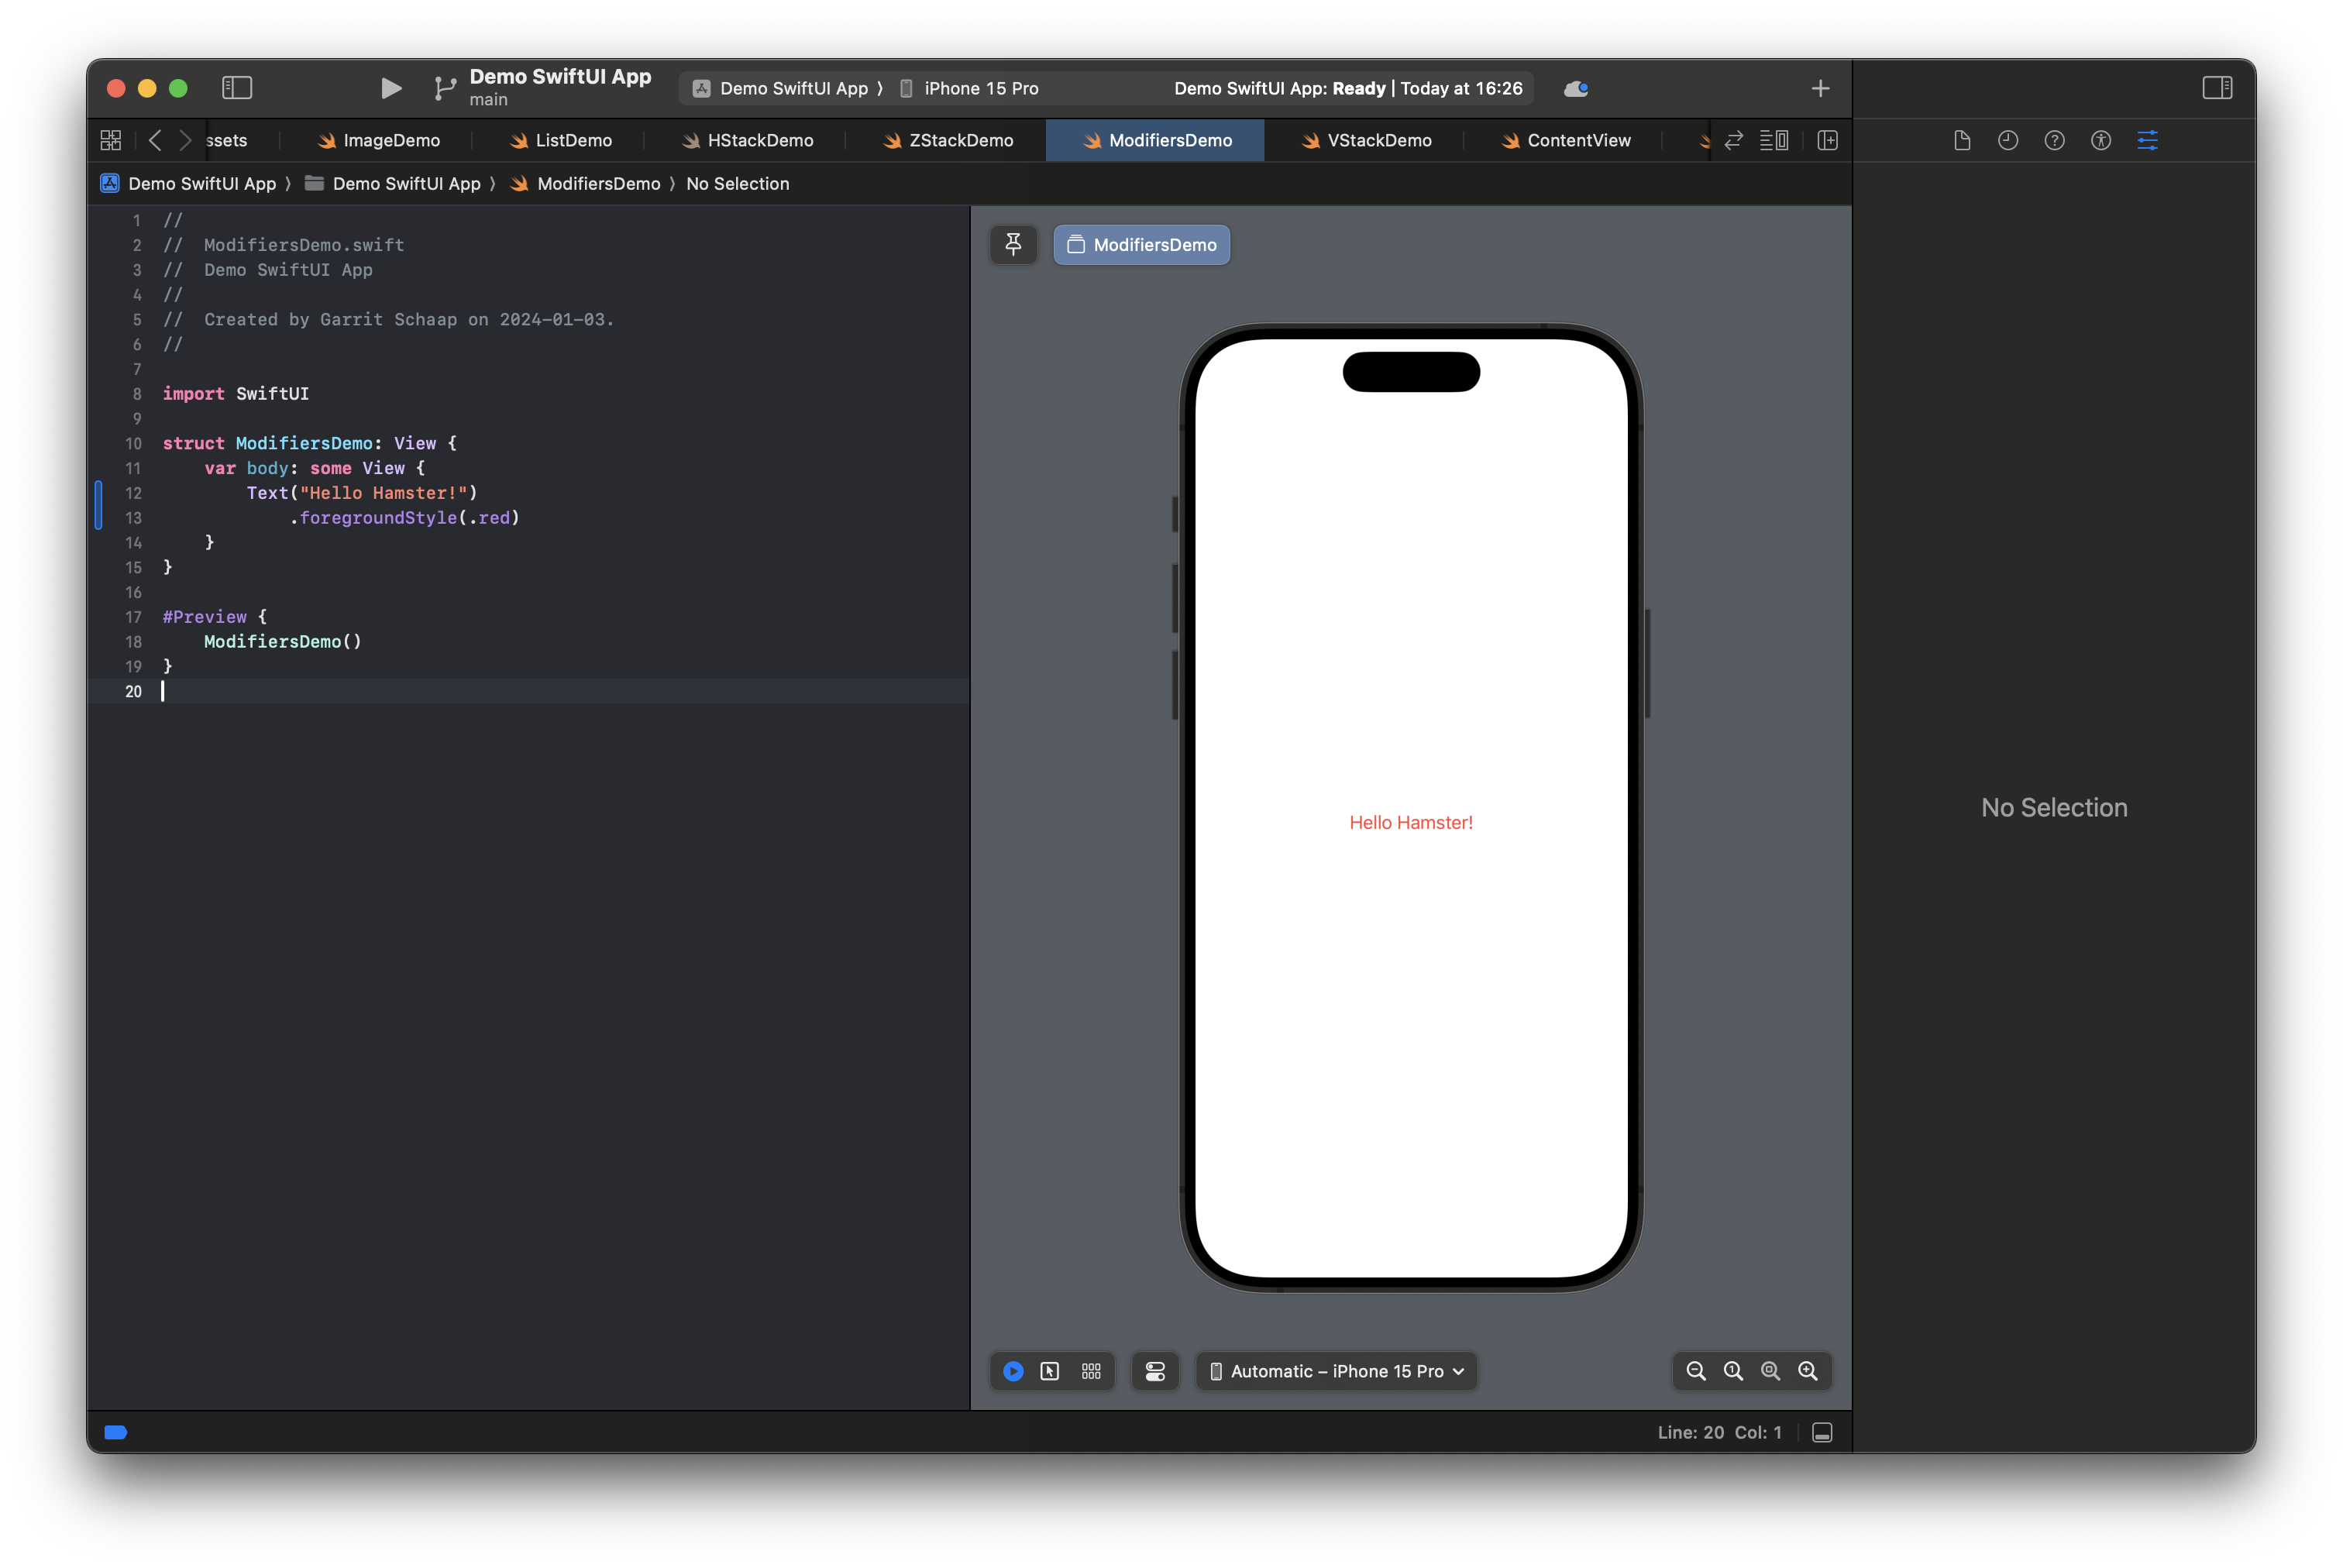 Demo SwiftUI App
main
Demo SwiftUI App ⟩ iPhone 15 Pro
Demo SwiftUI App: Ready | Today at 16:26
ssets
ImageDemo
ListDemo
HStackDemo
ZStackDemo
ModifiersDemo
VStackDemo
ContentView
Demo SwiftUI App ⟩ Demo SwiftUI App ⟩ ModifiersDemo ⟩ No Selection
1 //
2 //  ModifiersDemo.swift
3 //  Demo SwiftUI App
4 //
5 //  Created by Garrit Schaap on 2024-01-03.
6 //
7
8 import SwiftUI
9
10 struct ModifiersDemo: View {
11     var body: some View {
12         Text("Hello Hamster!")
13             .foregroundStyle(.red)
14     }
15 }
16
17 #Preview {
18     ModifiersDemo()
19 }
20
ModifiersDemo
Hello Hamster!
Automatic – iPhone 15 Pro
No Selection
Line: 20 Col: 1